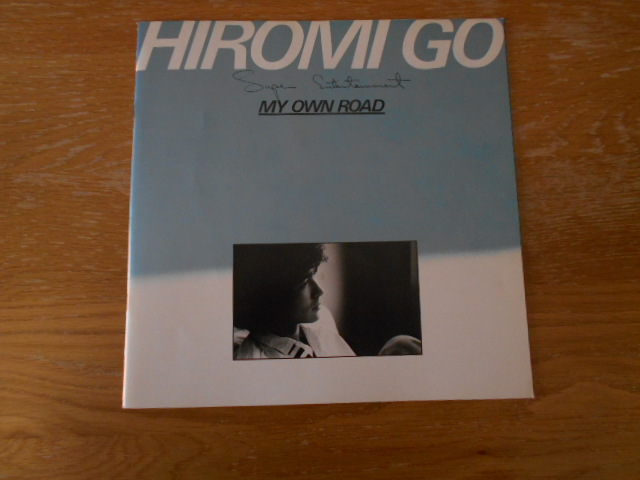 HIROMI GO
Super Entertainment
MY OWN ROAD